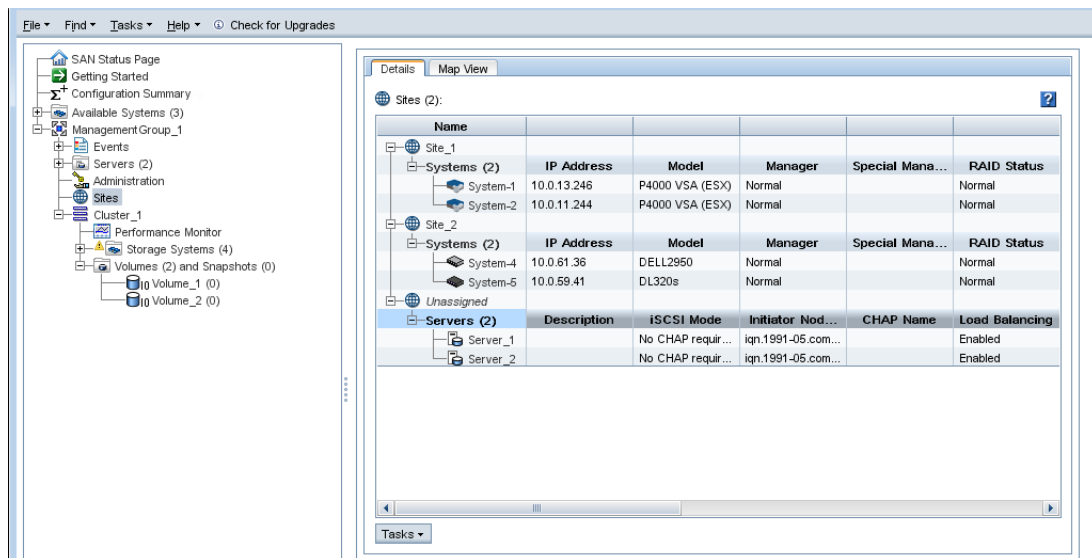 File Find Tasks Help Check for Upgrades
SAN Status Page
Getting Started
Configuration Summary
Available Systems (3)
ManagementGroup_1
Events
Servers (2)
Administration
Sites
Cluster_1
Performance Monitor
Storage Systems (4)
Volumes (2) and Snapshots (0)
Volume_1 (0)
Volume_2 (0)
Details Map View
Sites (2): ?
Name
Site_1
Systems (2) IP Address Model Manager Special Mana... RAID Status
System-1 10.0.13.246 P4000 VSA (ESX) Normal Normal
System-2 10.0.11.244 P4000 VSA (ESX) Normal Normal
Site_2
Systems (2) IP Address Model Manager Special Mana... RAID Status
System-4 10.0.61.36 DELL2950 Normal Normal
System-5 10.0.59.41 DL320s Normal Normal
Unassigned
Servers (2) Description iSCSI Mode Initiator Nod... CHAP Name Load Balancing
Server_1 No CHAP requir... iqn.1991-05.com... Enabled
Server_2 No CHAP requir... iqn.1991-05.com... Enabled
Tasks